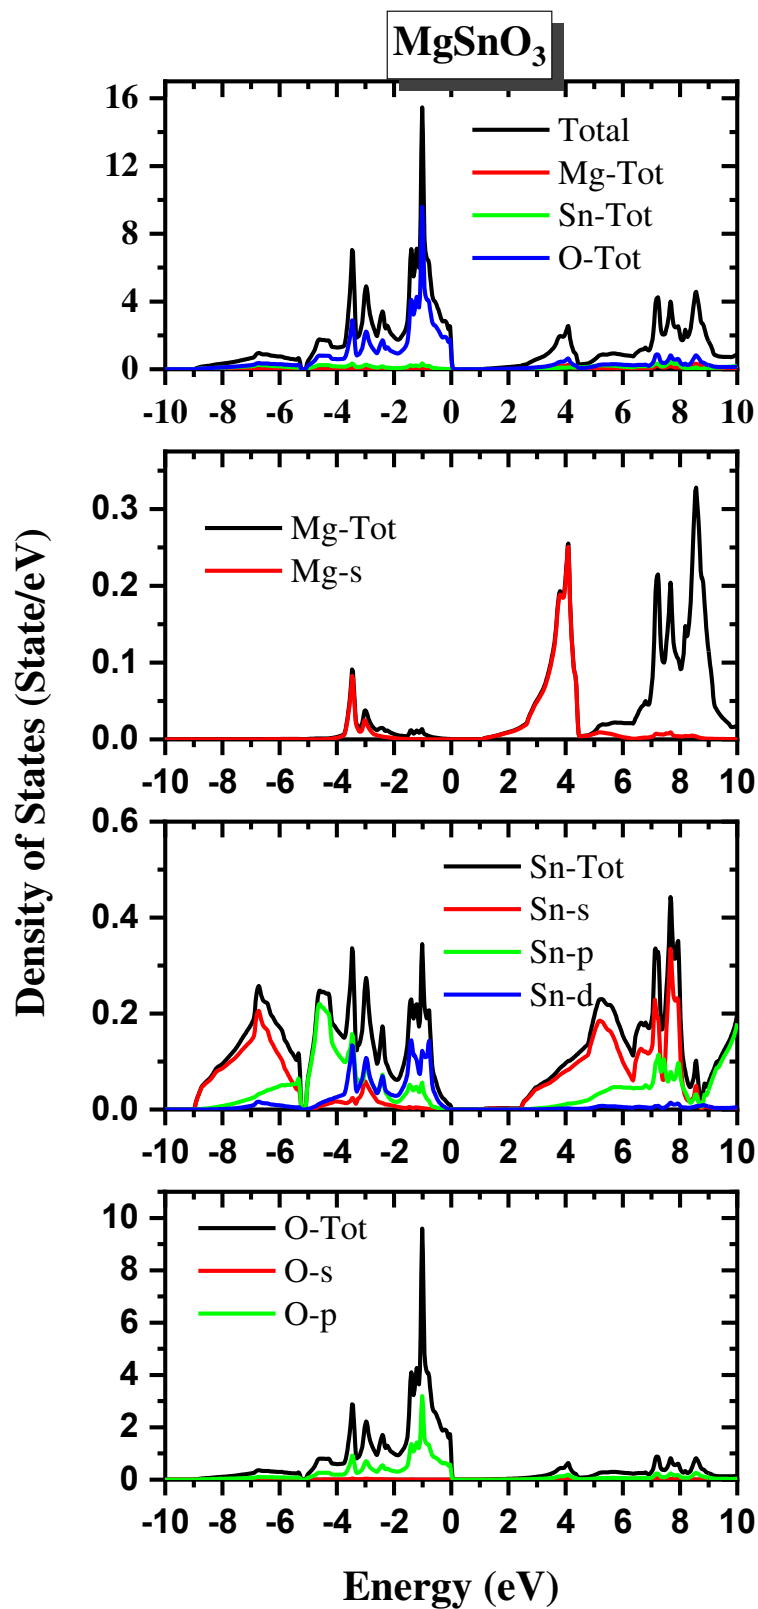 MgSnO₃
16
12
8
4
0
Total
Mg-Tot
Sn-Tot
O-Tot
-10 -8 -6 -4 -2 0 2 4 6 8 10
0.3
0.2
0.1
0.0
Mg-Tot
Mg-s
-10 -8 -6 -4 -2 0 2 4 6 8 10
Density of States (State/eV)
0.6
0.4
0.2
0.0
Sn-Tot
Sn-s
Sn-p
Sn-d
-10 -8 -6 -4 -2 0 2 4 6 8 10
10
8
6
4
2
0
O-Tot
O-s
O-p
-10 -8 -6 -4 -2 0 2 4 6 8 10
Energy (eV)